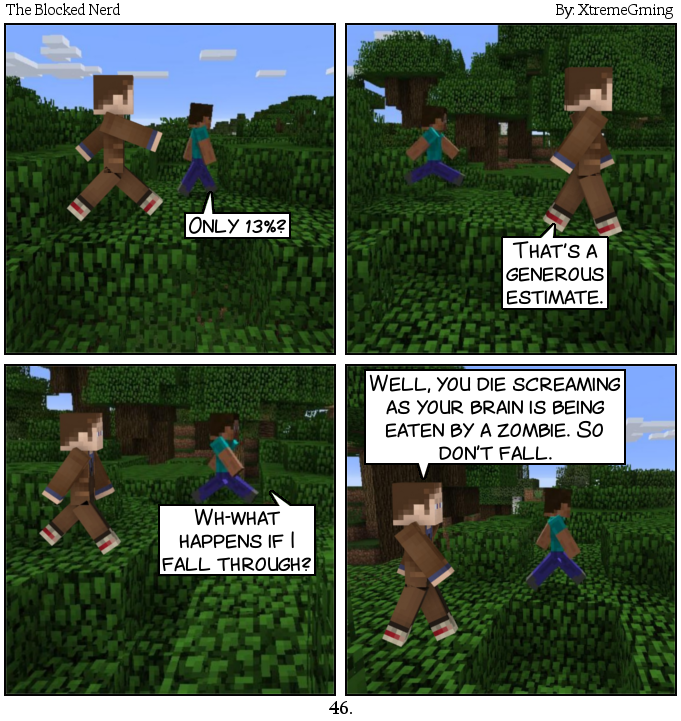 The Blocked Nerd
By: XtremeGming
Only 13%?
That's a
generous
estimate.
Wh-what
happens if I
fall through?
Well, you die screaming
as your brain is being
eaten by a zombie. So
don't fall.
46.